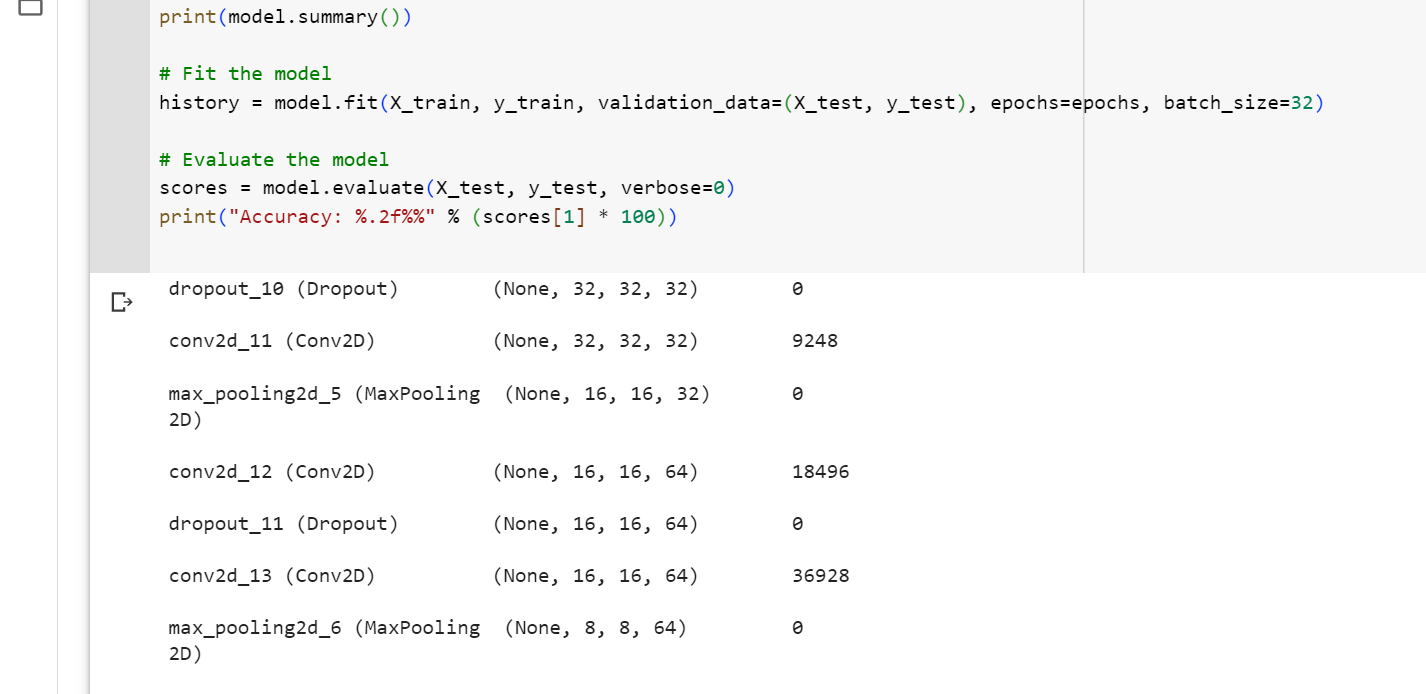 print(model.summary())
# Fit the model
history = model.fit(X_train, y_train, validation_data=(X_test, y_test), epochs=epochs, batch_size=32)
# Evaluate the model
scores = model.evaluate(X_test, y_test, verbose=0)
print("Accuracy: %.2f%%" % (scores[1] * 100))
dropout_10 (Dropout) (None, 32, 32, 32) 0
conv2d_11 (Conv2D) (None, 32, 32, 32) 9248
max_pooling2d_5 (MaxPooling (None, 16, 16, 32) 0
2D)
conv2d_12 (Conv2D) (None, 16, 16, 64) 18496
dropout_11 (Dropout) (None, 16, 16, 64) 0
conv2d_13 (Conv2D) (None, 16, 16, 64) 36928
max_pooling2d_6 (MaxPooling (None, 8, 8, 64) 0
2D)